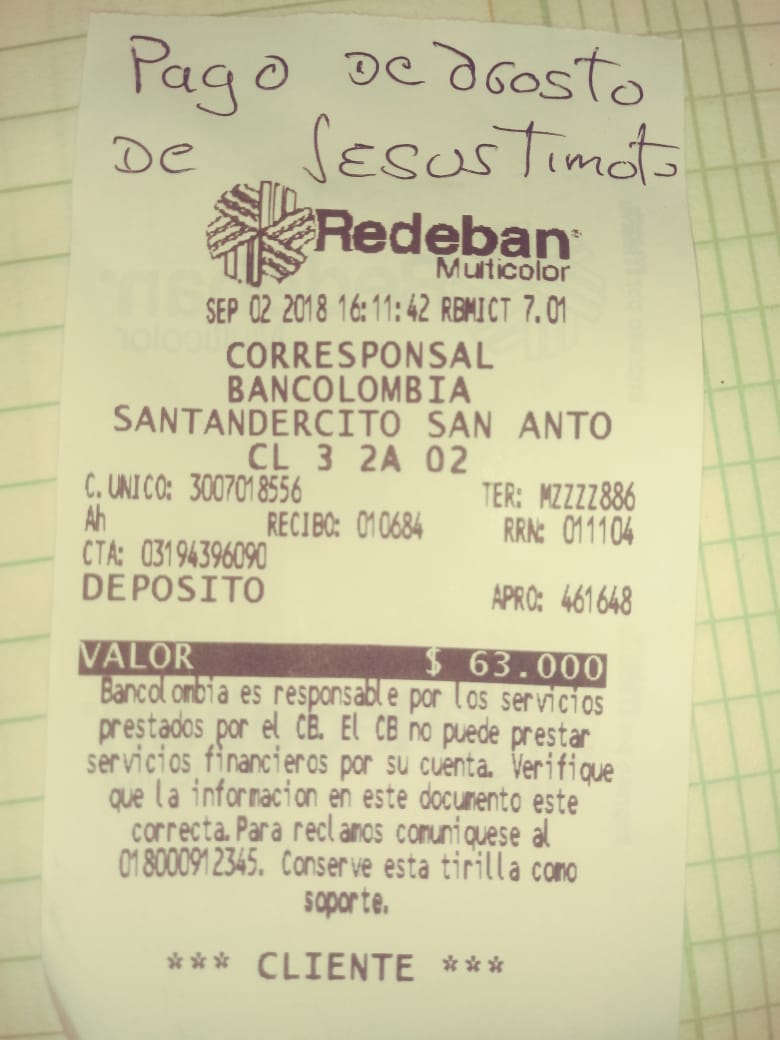 Pago De Agosto
De Jesus Timote
Redeban
Multicolor
SEP 02 2018 16:11:42 RBMICT 7.01
CORRESPONSAL
BANCOLOMBIA
SANTANDERCITO SAN ANTO
CL 3 2A 02
C. UNICO: 3007018556 TER: MZZZZ886
Ah RECIBO: 010684 RRN: 011104
CTA: 03194396090
DEPOSITO APRO: 461648
VALOR $ 63.000
Bancolombia es responsable por los servicios
prestados por el CB. El CB no puede prestar
servicios financieros por su cuenta. Verifique
que la informacion en este documento este
correcta. Para reclamos comuniquese al
018000912345. Conserve esta tirilla como
soporte.
*** CLIENTE ***